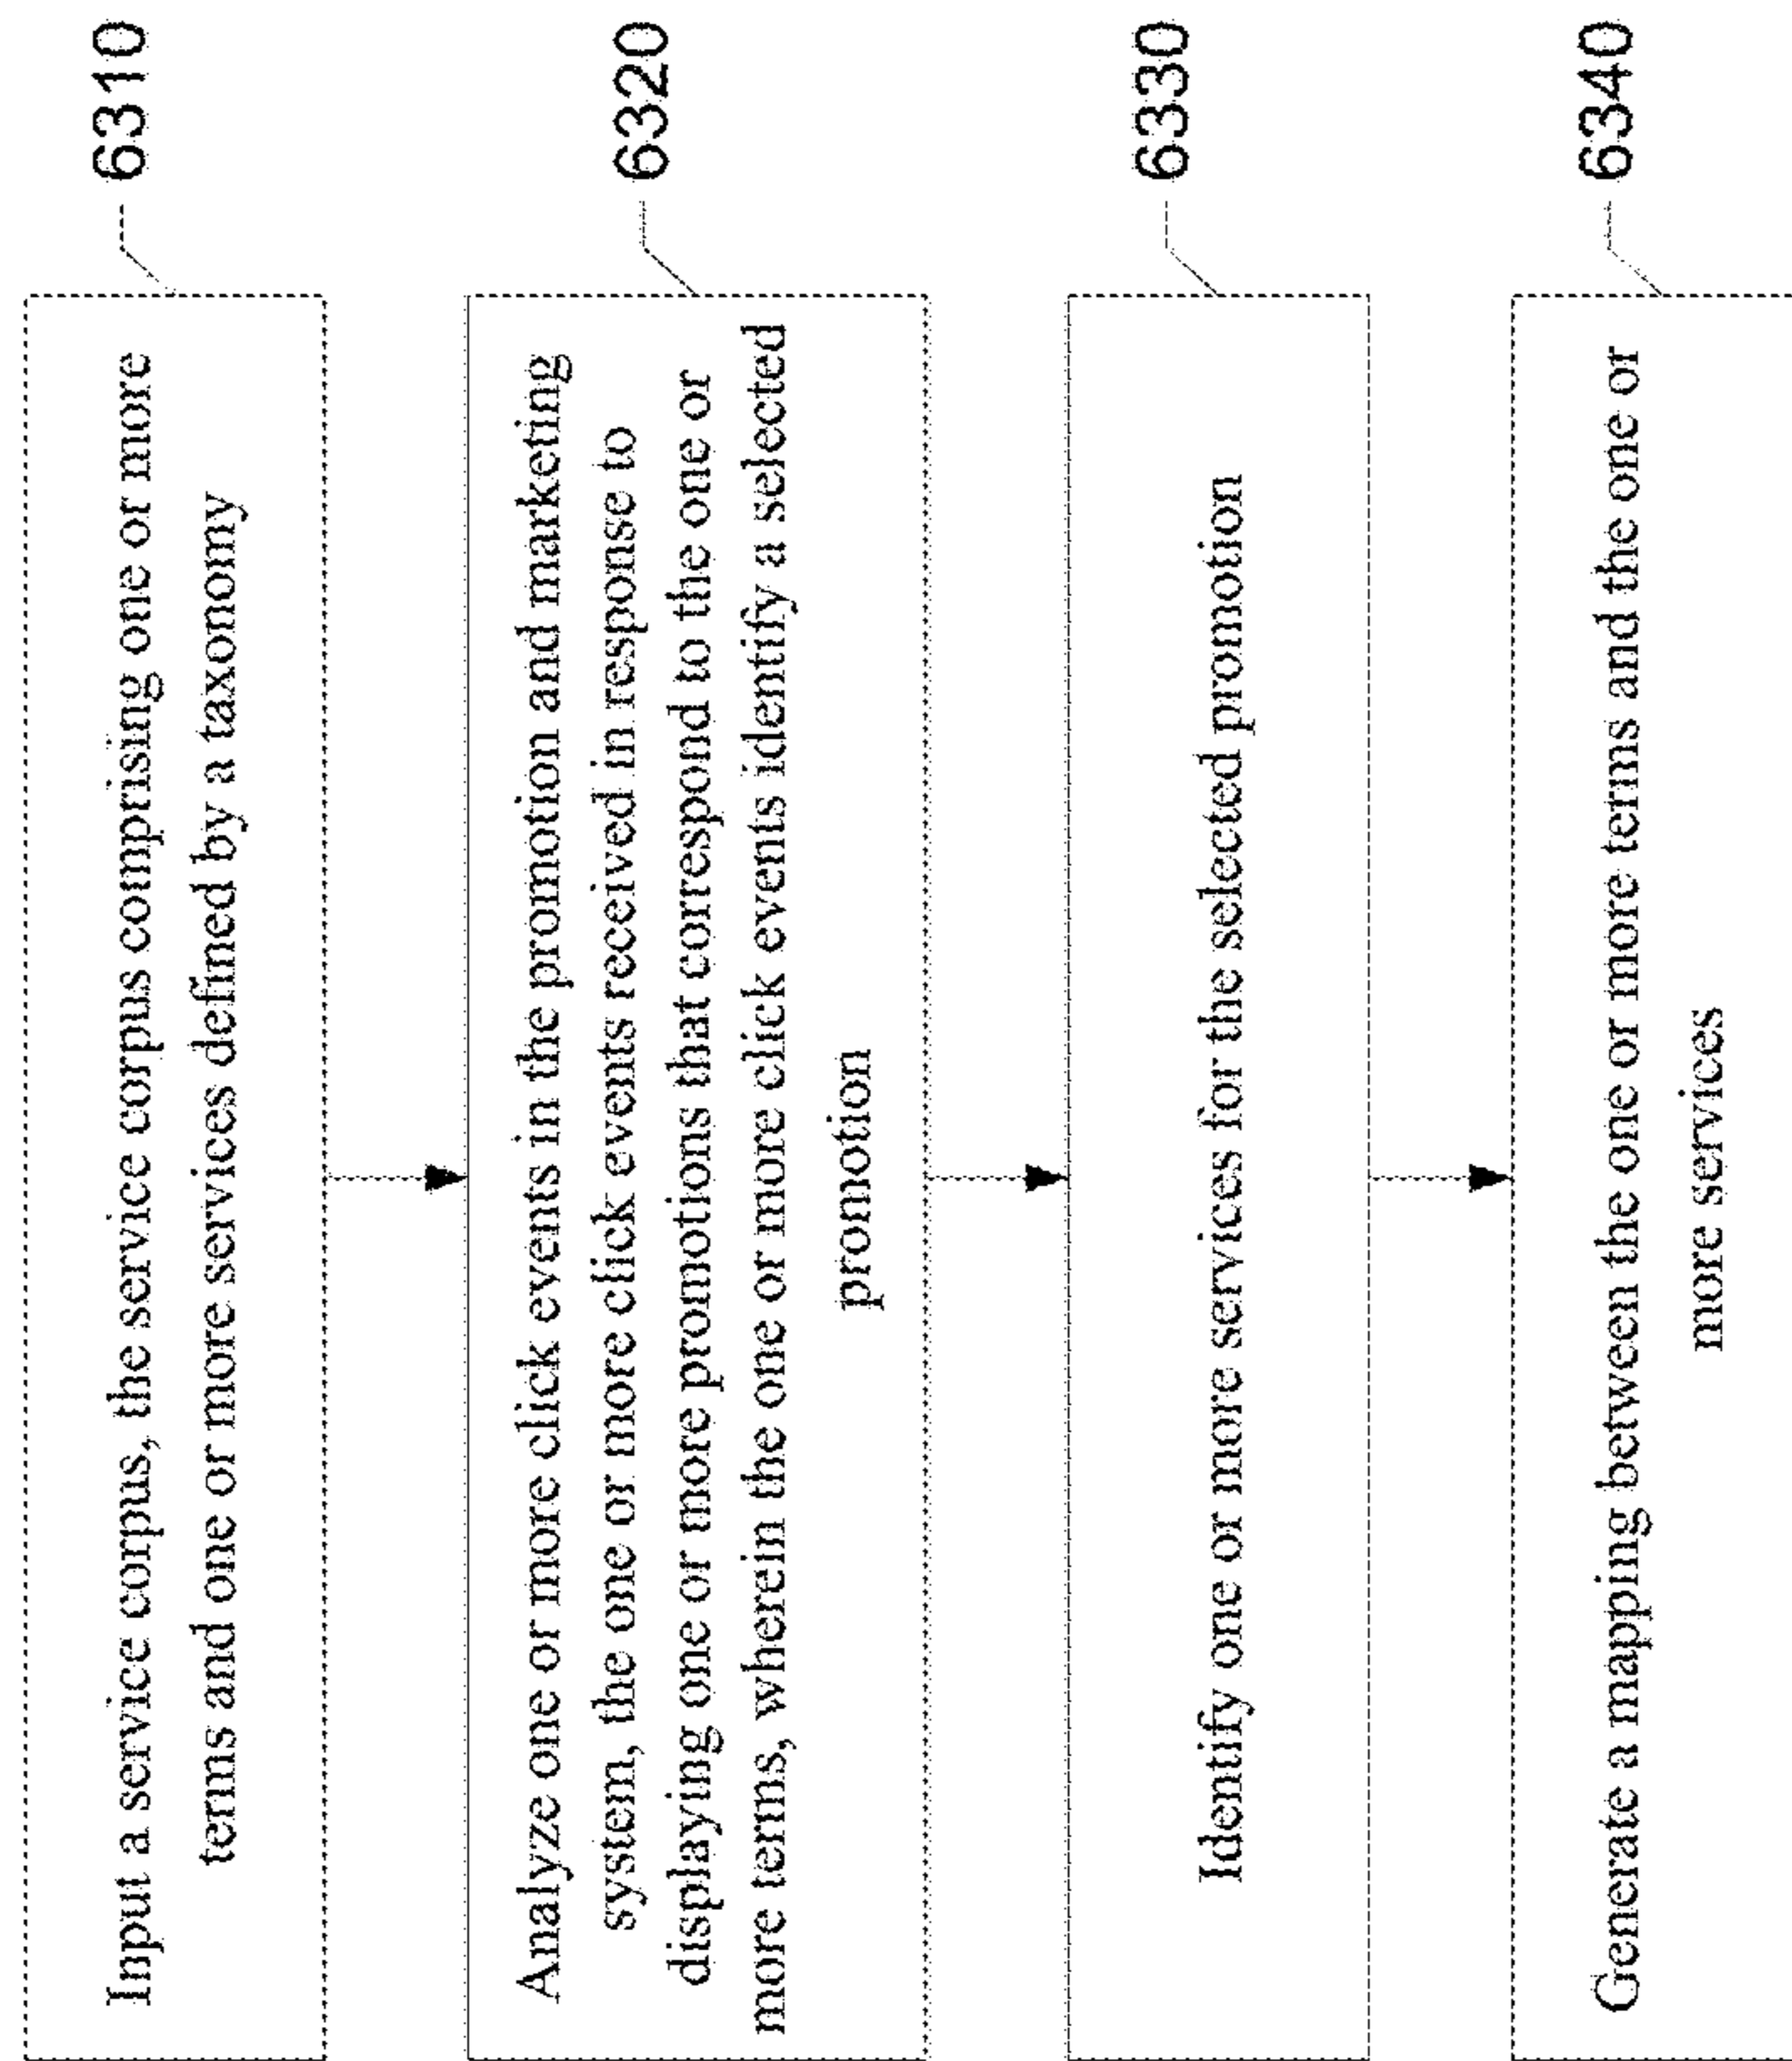 6310
Input a service corpus, the service corpus comprising one or more
terms and one or more services defined by a taxonomy
6320
Analyze one or more click events in the promotion and marketing
system, the one or more click events received in response to
displaying one or more promotions that correspond to the one or
more terms, wherein the one or more click events identify a selected
promotion
6330
Identify one or more services for the selected promotion
6340
Generate a mapping between the one or more terms and the one or
more services